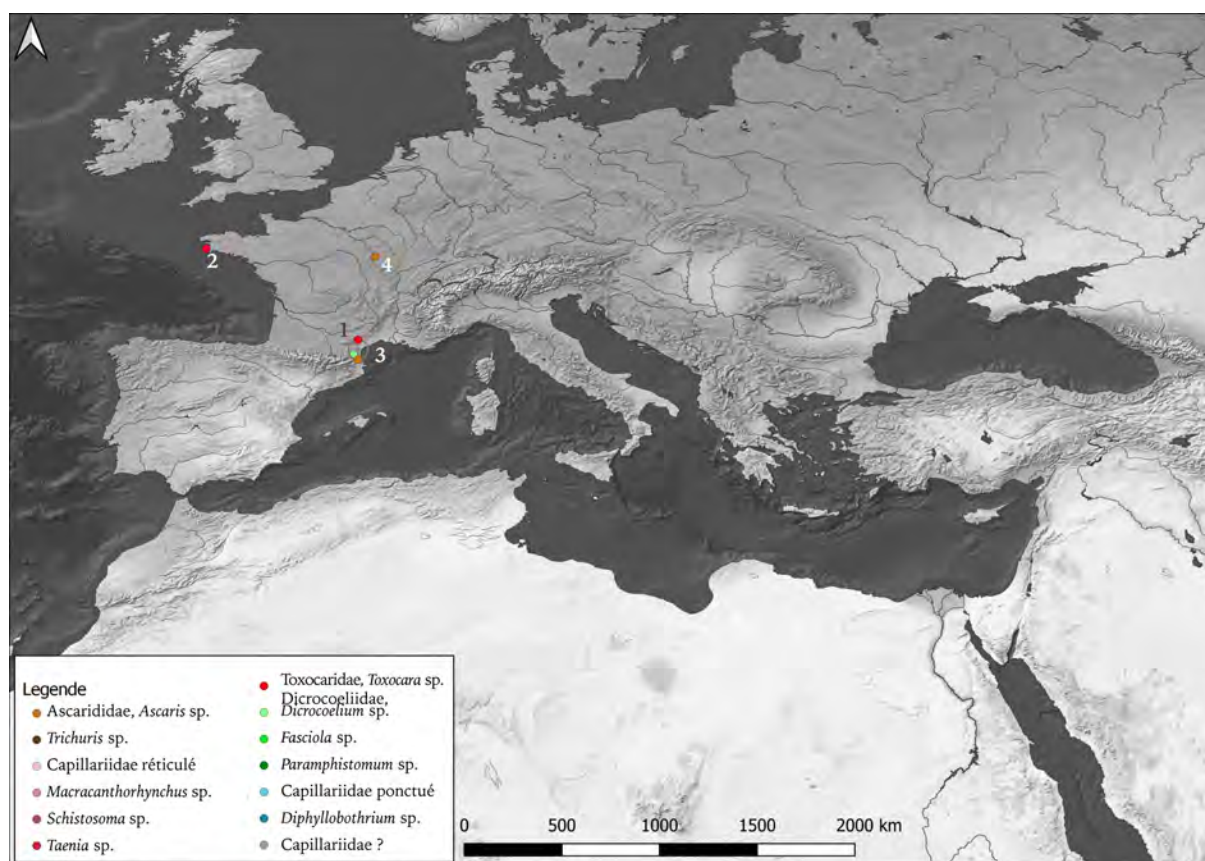 2
4
1
3
Legende
Ascarididae, Ascaris sp.
Trichuris sp.
Capillariidae réticulé
Macracanthorhynchus sp.
Schistosoma sp.
Taenia sp.
Toxocaridae, Toxocara sp.
Dicrocoeliidae,
Dicrocoelium sp.
Fasciola sp.
Paramphistomum sp.
Capillariidae ponctué
Diphyllobothrium sp.
Capillariidae ?
0 500 1000 1500 2000 km